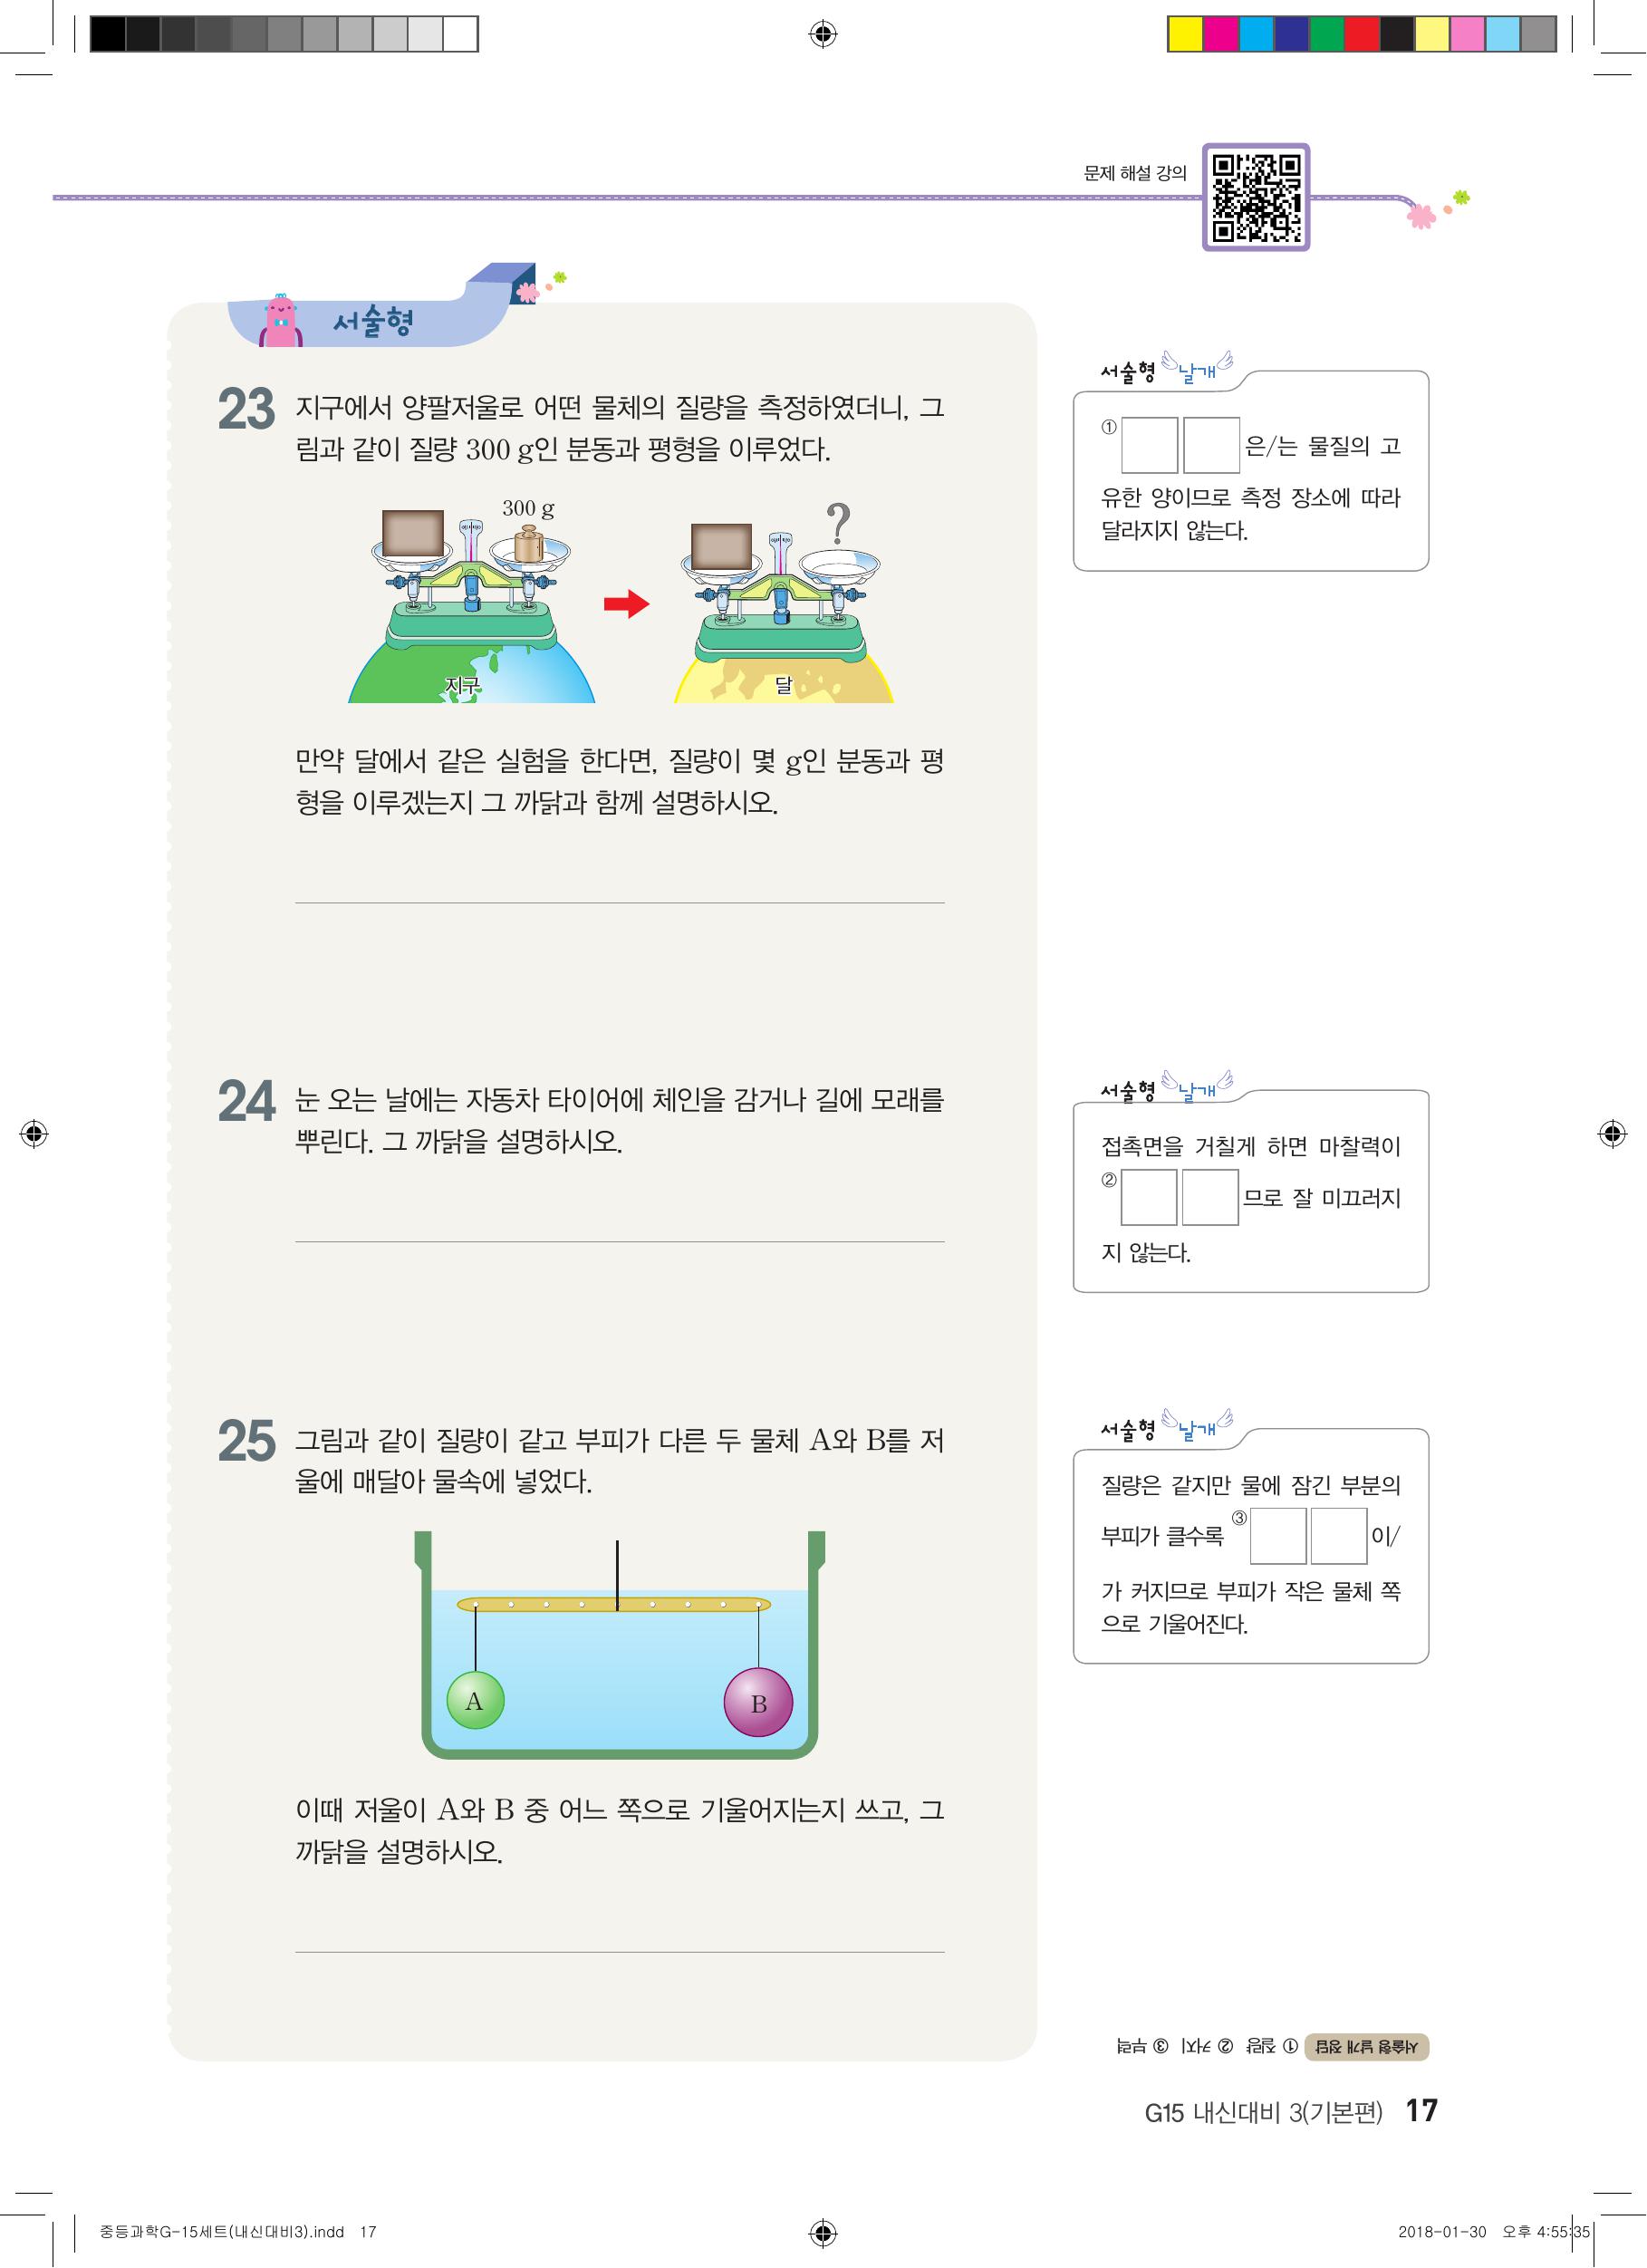 문제 해설 강의
서술형
23 지구에서 양팔저울로 어떤 물체의 질량을 측정하였더니, 그
림과 같이 질량 300 g인 분동과 평형을 이루었다.
300 g
?
지구
달
만약 달에서 같은 실험을 한다면, 질량이 몇 g인 분동과 평
형을 이루겠는지 그 까닭과 함께 설명하시오.
서술형 날개
① 은/는 물질의 고
유한 양이므로 측정 장소에 따라
달라지지 않는다.
24 눈 오는 날에는 자동차 타이어에 체인을 감거나 길에 모래를
뿌린다. 그 까닭을 설명하시오.
서술형 날개
접촉면을 거칠게 하면 마찰력이
② 므로 잘 미끄러지
지 않는다.
25 그림과 같이 질량이 같고 부피가 다른 두 물체 A와 B를 저
울에 매달아 물속에 넣었다.
A
B
이때 저울이 A와 B 중 어느 쪽으로 기울어지는지 쓰고, 그
까닭을 설명하시오.
서술형 날개
질량은 같지만 물에 잠긴 부분의
부피가 클수록 ③ 이/
가 커지므로 부피가 작은 물체 쪽
으로 기울어진다.
서술형 날개 정답 ① 질량 ② 커지 ③ 부력
G15 내신대비 3(기본편) 17
중등과학G-15세트(내신대비3).indd 17
2018-01-30 오후 4:55:35